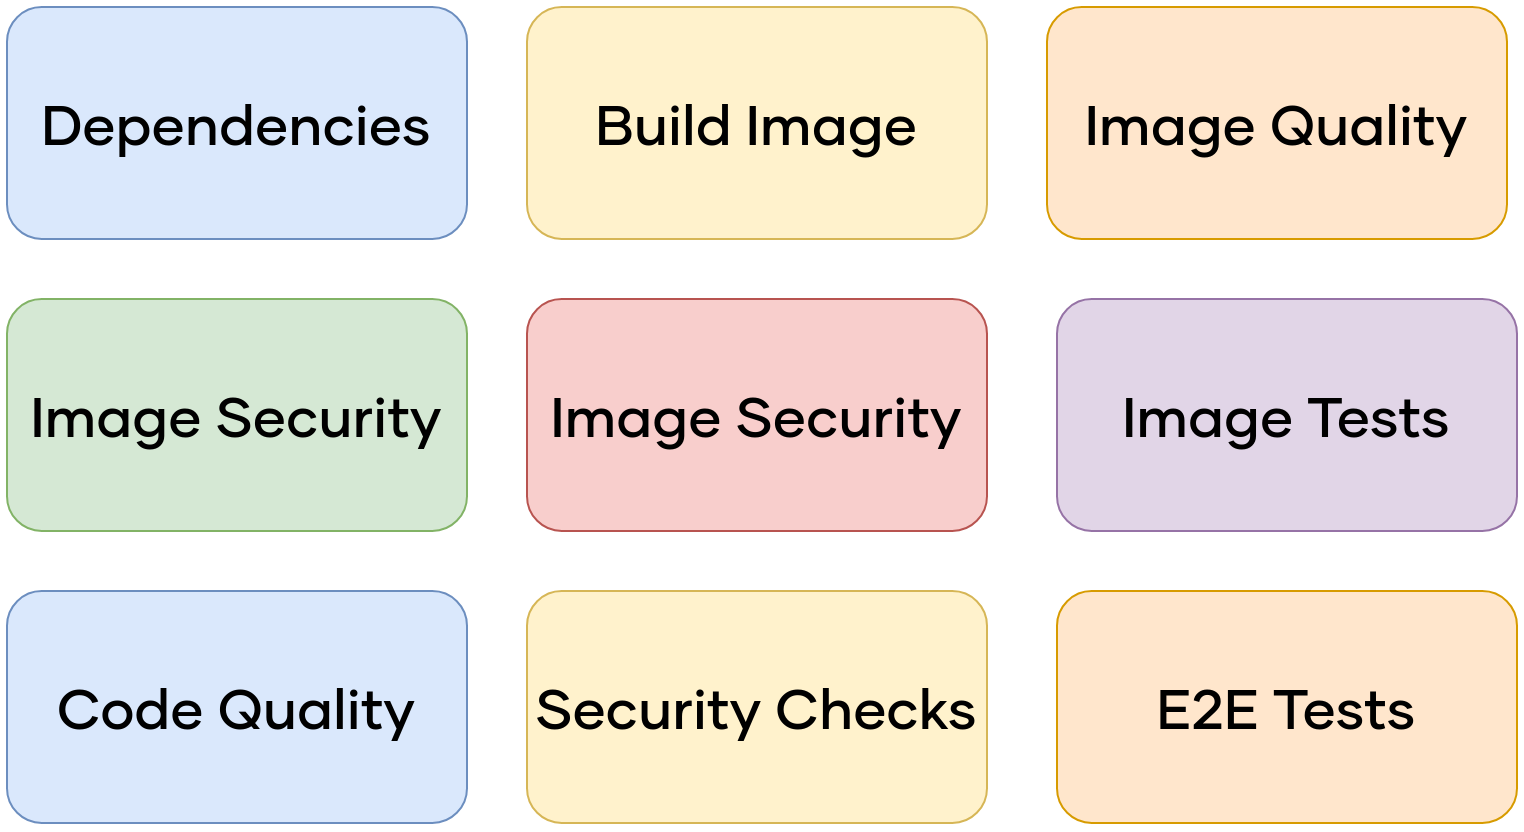 Dependencies
Build Image
Image Quality
Image Security
Image Security
Image Tests
Code Quality
Security Checks
E2E Tests